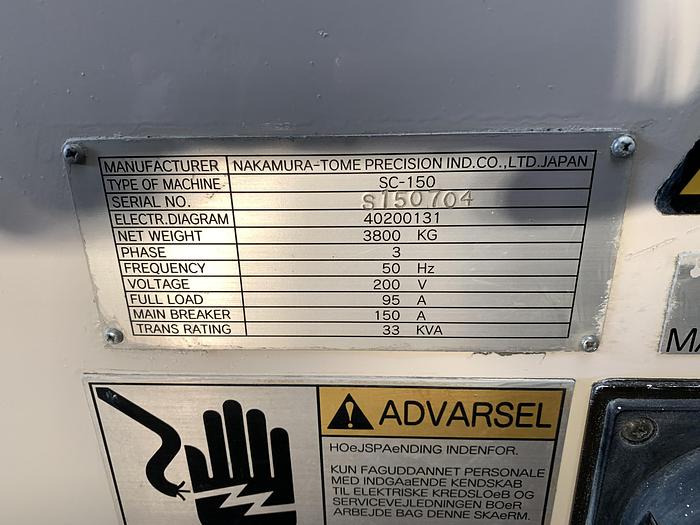 MANUFACTURER NAKAMURA-TOME PRECISION IND.CO.,LTD.JAPAN
TYPE OF MACHINE SC-150
SERIAL NO. S150704
ELECTR.DIAGRAM 40200131
NET WEIGHT 3800 KG
PHASE 3
FREQUENCY 50 Hz
VOLTAGE 200 V
FULL LOAD 95 A
MAIN BREAKER 150 A
TRANS RATING 33 KVA
MA
ADVARSEL
HOeJSPAeNDING INDENFOR.
KUN FAGUDDANNET PERSONALE
MED INDGAaENDE KENDSKAB
TIL ELEKTRISKE KREDSLOeB OG
SERVICEVEJLEDNINGEN BOeR
ARBEJDE BAG DENNE SKAeRM.